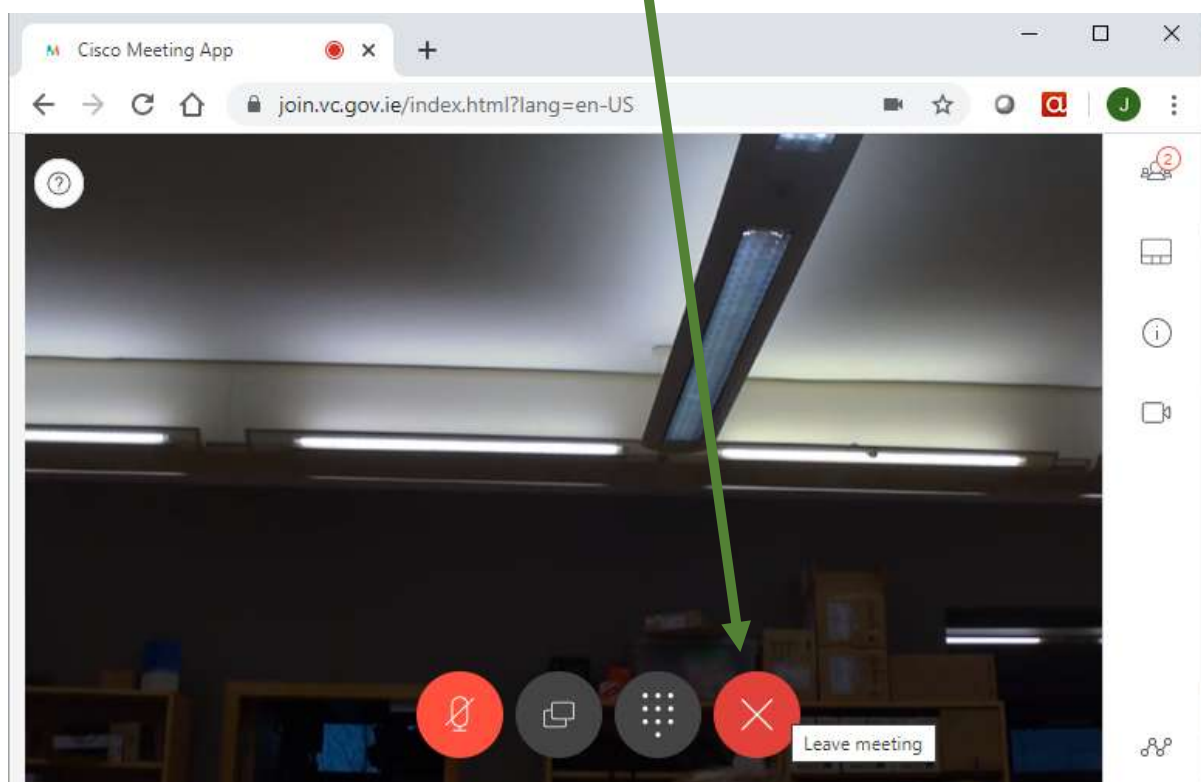 Cisco Meeting App
join.vc.gov.ie/index.html?lang=en-US
J
2
Leave meeting